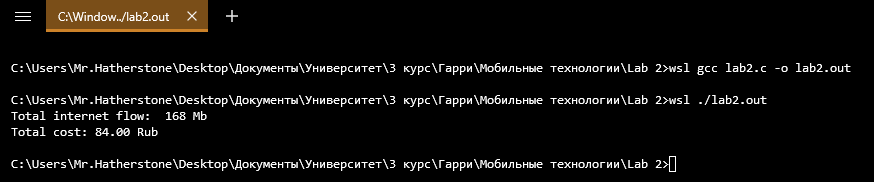 C:\Window../lab2.out
C:\Users\Mr.Hatherstone\Desktop\Документы\Университет\3 курс\Гарри\Мобильные технологии\Lab 2>wsl gcc lab2.c -o lab2.out
C:\Users\Mr.Hatherstone\Desktop\Документы\Университет\3 курс\Гарри\Мобильные технологии\Lab 2>wsl ./lab2.out
Total internet flow:  168 Mb
Total cost: 84.00 Rub
C:\Users\Mr.Hatherstone\Desktop\Документы\Университет\3 курс\Гарри\Мобильные технологии\Lab 2>